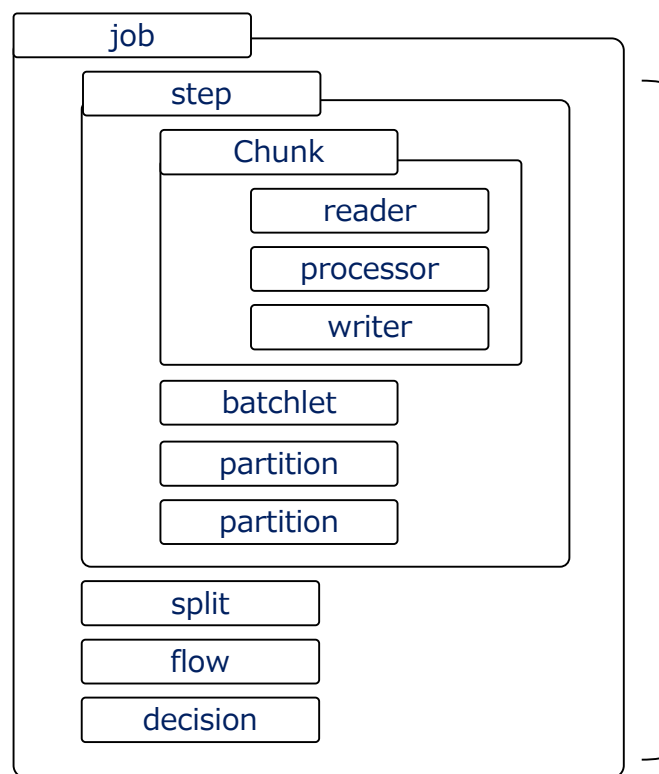 job
step
Chunk
reader
processor
writer
batchlet
partition
partition
split
flow
decision